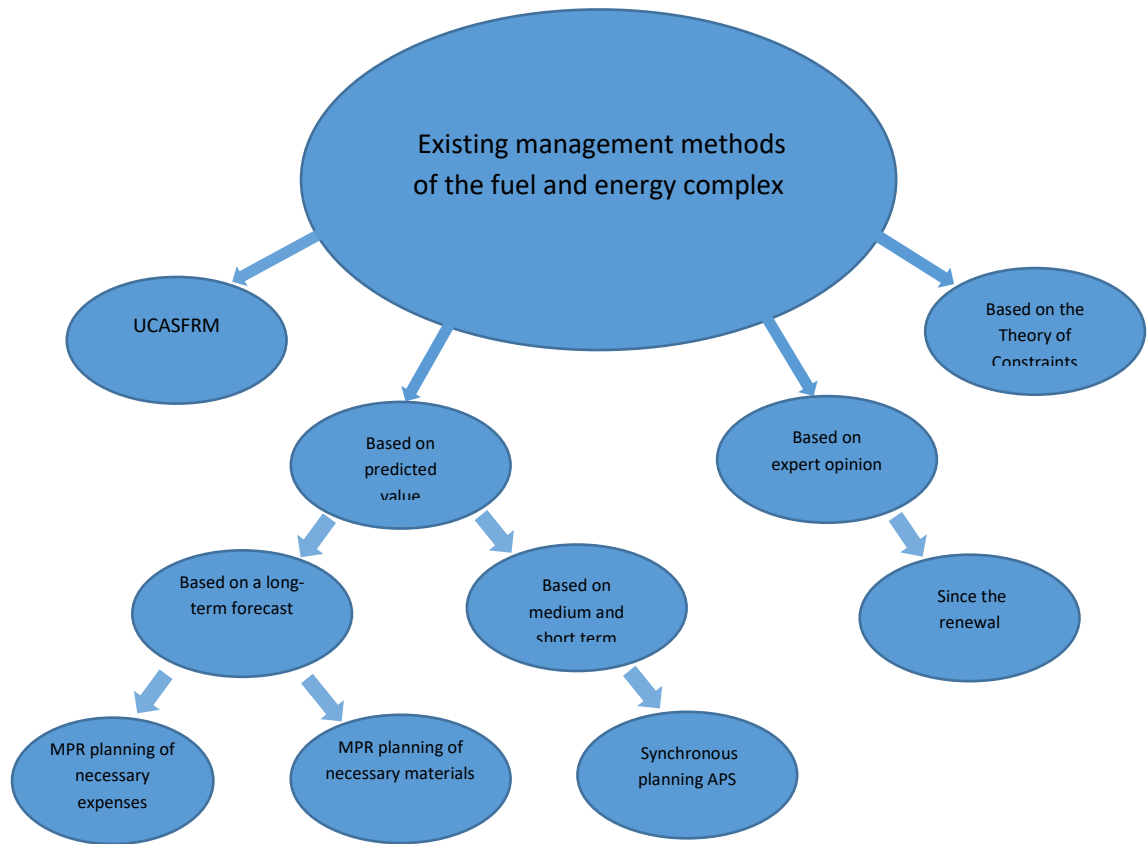 Existing management methods
of the fuel and energy complex
UCASFRM
Based on the
Theory of
Constraints
Based on
predicted
value
Based on
expert opinion
Based on a long-
term forecast
Based on
medium and
short term
Since the
renewal
MPR planning of
necessary
expenses
MPR planning of
necessary materials
Synchronous
planning APS